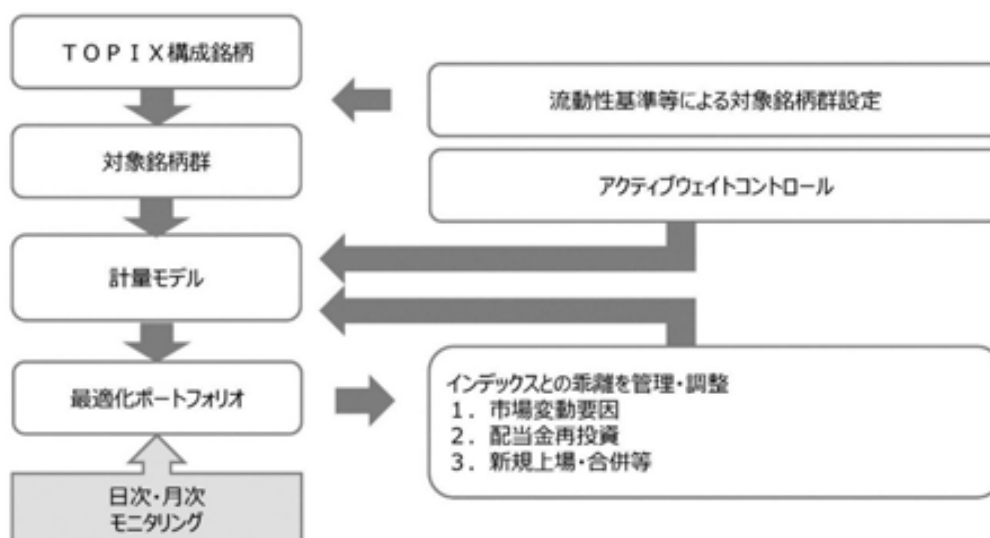 TOPIX構成銘柄
流動性基準等による対象銘柄群設定
対象銘柄群
アクティブウェイトコントロール
計量モデル
最適化ポートフォリオ
インデックスとの乖離を管理・調整
1．市場変動要因
2．配当金再投資
3．新規上場・合併等
日次・月次
モニタリング